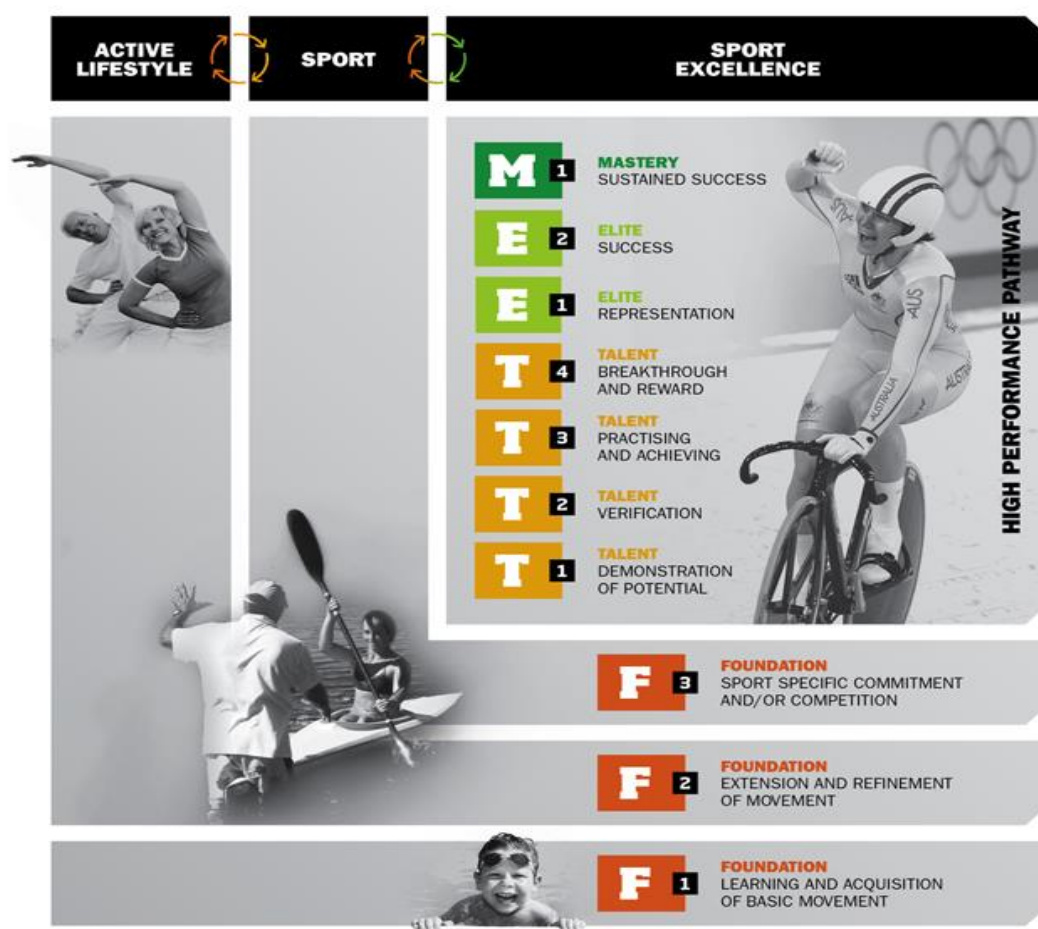 ACTIVE
LIFESTYLE
SPORT
SPORT
EXCELLENCE
M 1
MASTERY
SUSTAINED SUCCESS
E 2
ELITE
SUCCESS
E 1
ELITE
REPRESENTATION
T 4
TALENT
BREAKTHROUGH
AND REWARD
T 3
TALENT
PRACTISING
AND ACHIEVING
T 2
TALENT
VERIFICATION
T 1
TALENT
DEMONSTRATION
OF POTENTIAL
HIGH PERFORMANCE PATHWAY
AUS
AUS
AUSTRALIA
F 3
FOUNDATION
SPORT SPECIFIC COMMITMENT
AND/OR COMPETITION
F 2
FOUNDATION
EXTENSION AND REFINEMENT
OF MOVEMENT
F 1
FOUNDATION
LEARNING AND ACQUISITION
OF BASIC MOVEMENT